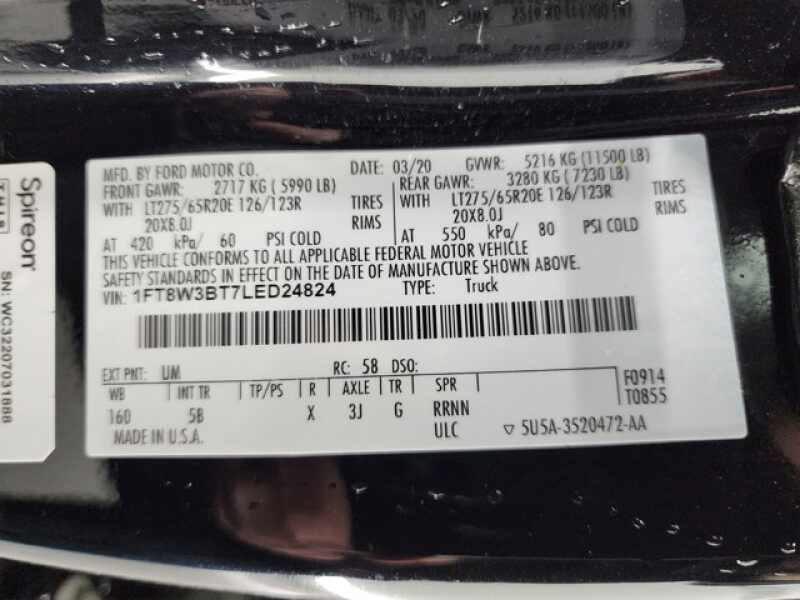 Spireon
SN: WC32207031888
MFD. BY FORD MOTOR CO. DATE: 03/20 GVWR: 5216 KG (11500 LB)
FRONT GAWR: 2717 KG ( 5990 LB) REAR GAWR: 3280 KG ( 7230 LB)
WITH LT275/65R20E 126/123R TIRES WITH LT275/65R20E 126/123R TIRES
20X8.0J RIMS 20X8.0J RIMS
AT 420 kPa/ 60 PSI COLD AT 550 kPa/ 80 PSI COLD
THIS VEHICLE CONFORMS TO ALL APPLICABLE FEDERAL MOTOR VEHICLE
SAFETY STANDARDS IN EFFECT ON THE DATE OF MANUFACTURE SHOWN ABOVE.
VIN: 1FT8W3BT7LED24824 TYPE: Truck
EXT PNT: UM RC: 58 DSO:
WB INT TR TP/PS R AXLE TR SPR F0914
160 5B X 3J G RRNN T0855
MADE IN U.S.A. ULC ▽ 5U5A-3520472-AA